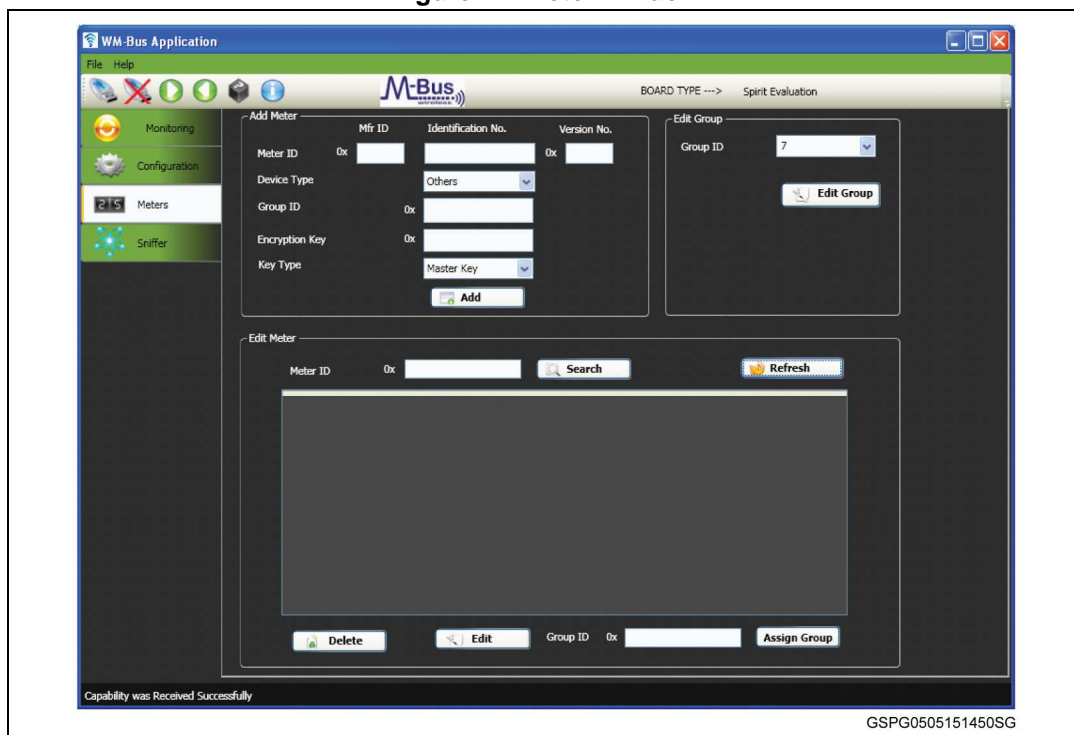 WM-Bus Application
File Help
M-Bus wireless BOARD TYPE ---> Spirit Evaluation
Monitoring
Configuration
Meters
Sniffer
Add Meter
Mfr ID Identification No. Version No.
Meter ID 0x 0x
Device Type Others
Group ID 0x
Encryption Key 0x
Key Type Master Key
Add
Edit Group
Group ID 7
Edit Group
Edit Meter
Meter ID 0x Search Refresh
Delete Edit Group ID 0x Assign Group
Capability was Received Successfully
GSPG0505151450SG